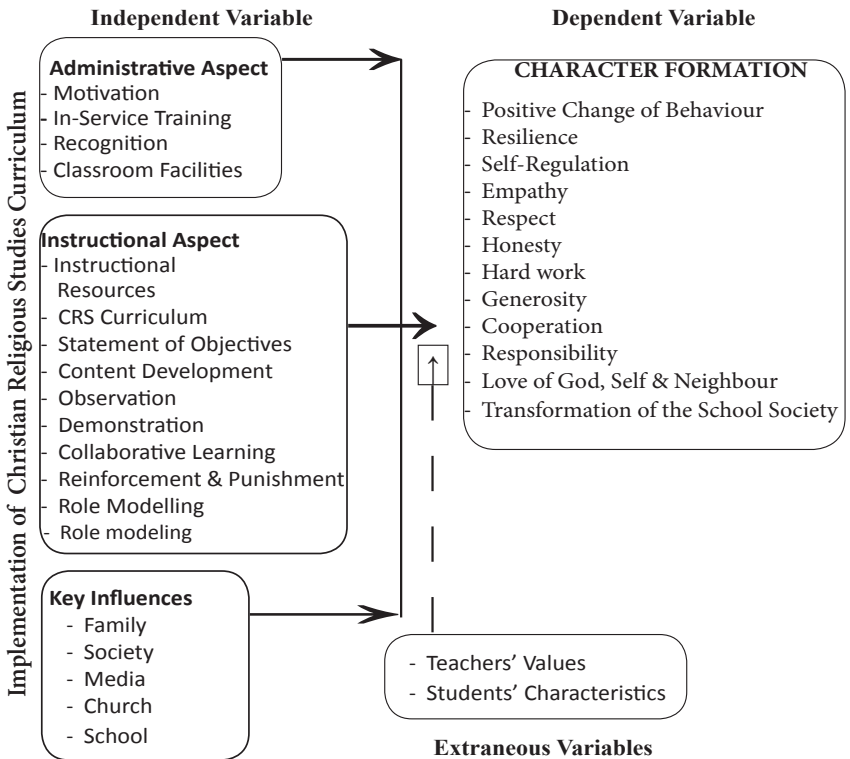 Independent Variable
Dependent Variable
Implementation of Christian Religious Studies Curriculum
Administrative Aspect
- Motivation
- In-Service Training
- Recognition
- Classroom Facilities
Instructional Aspect
- Instructional
Resources
- CRS Curriculum
- Statement of Objectives
- Content Development
- Observation
- Demonstration
- Collaborative Learning
- Reinforcement & Punishment
- Role Modelling
- Role modeling
Key Influences
- Family
- Society
- Media
- Church
- School
CHARACTER FORMATION
- Positive Change of Behaviour
- Resilience
- Self-Regulation
- Empathy
- Respect
- Honesty
- Hard work
- Generosity
- Cooperation
- Responsibility
- Love of God, Self & Neighbour
- Transformation of the School Society
- Teachers’ Values
- Students’ Characteristics
Extraneous Variables